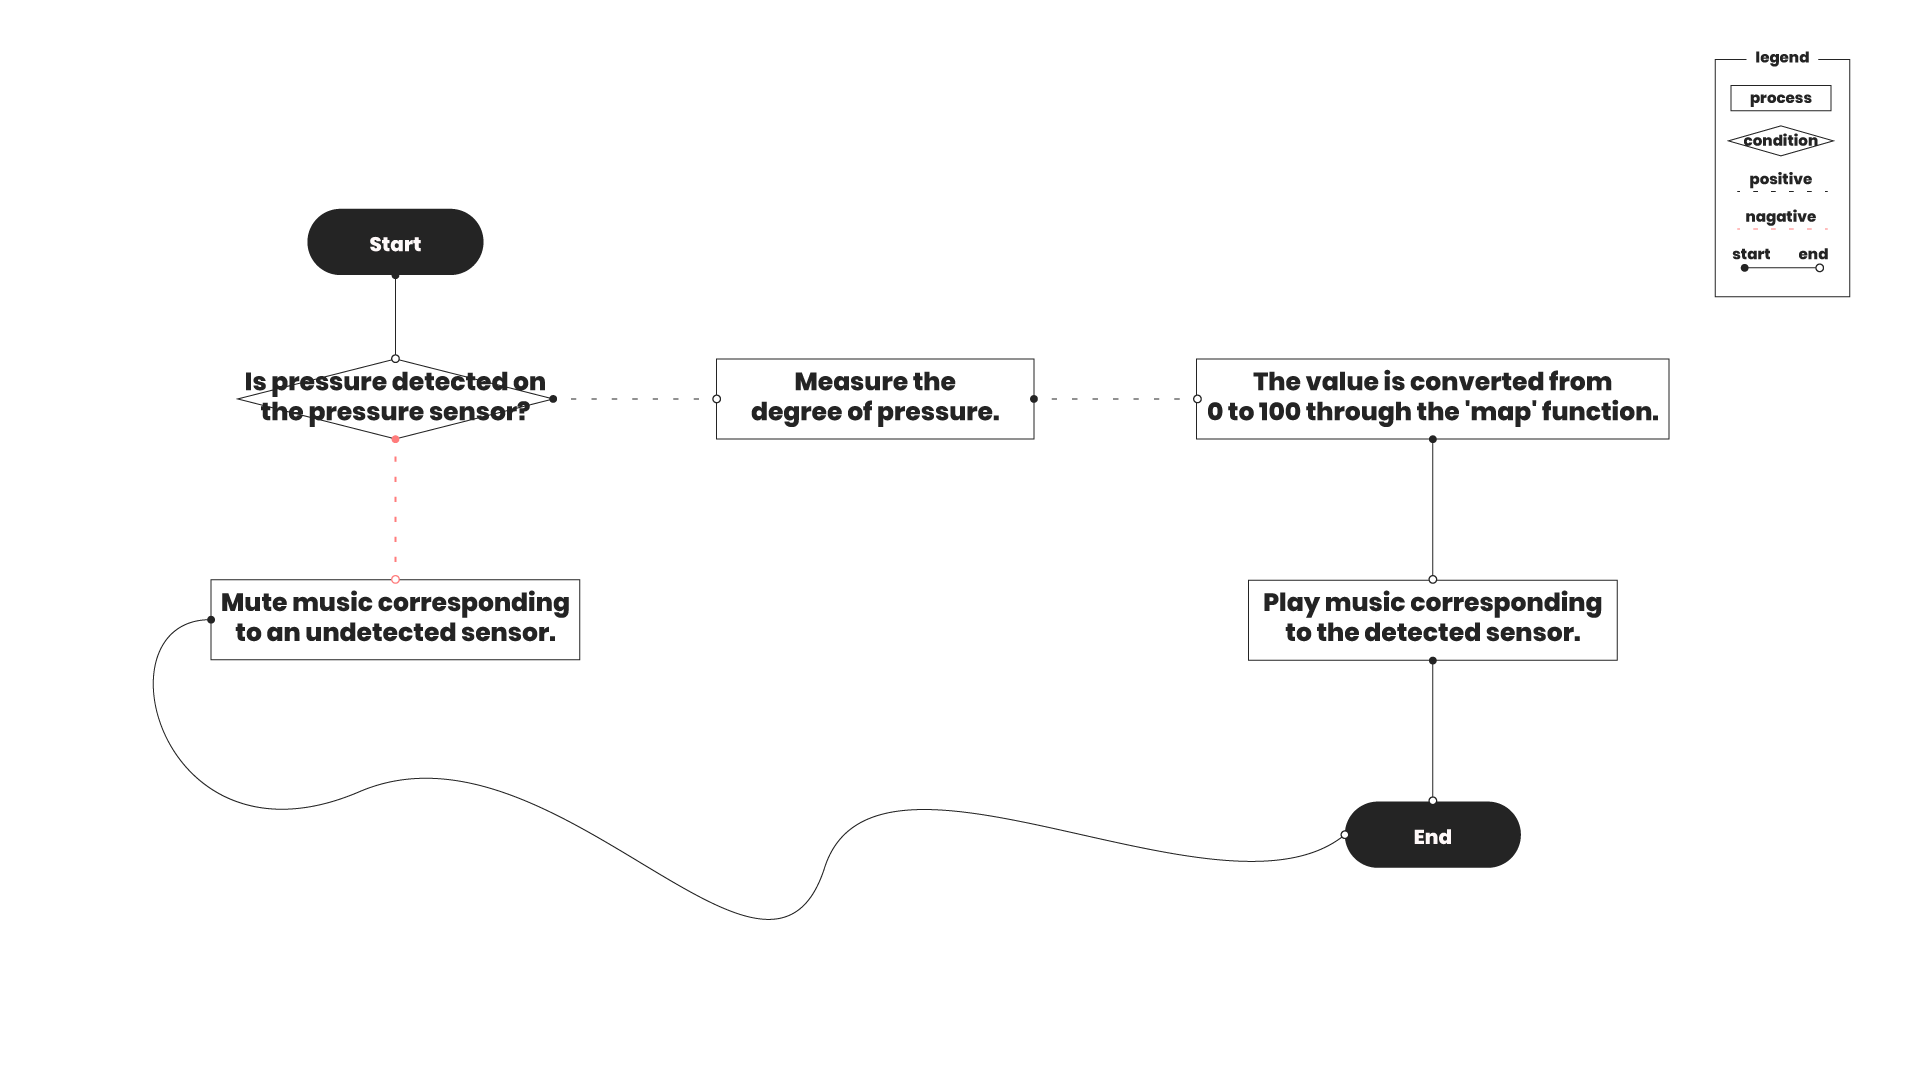 legend
process
condition
positive
nagative
start end
Start
Is pressure detected on
the pressure sensor?
Measure the
degree of pressure.
The value is converted from
0 to 100 through the 'map' function.
Mute music corresponding
to an undetected sensor.
Play music corresponding
to the detected sensor.
End